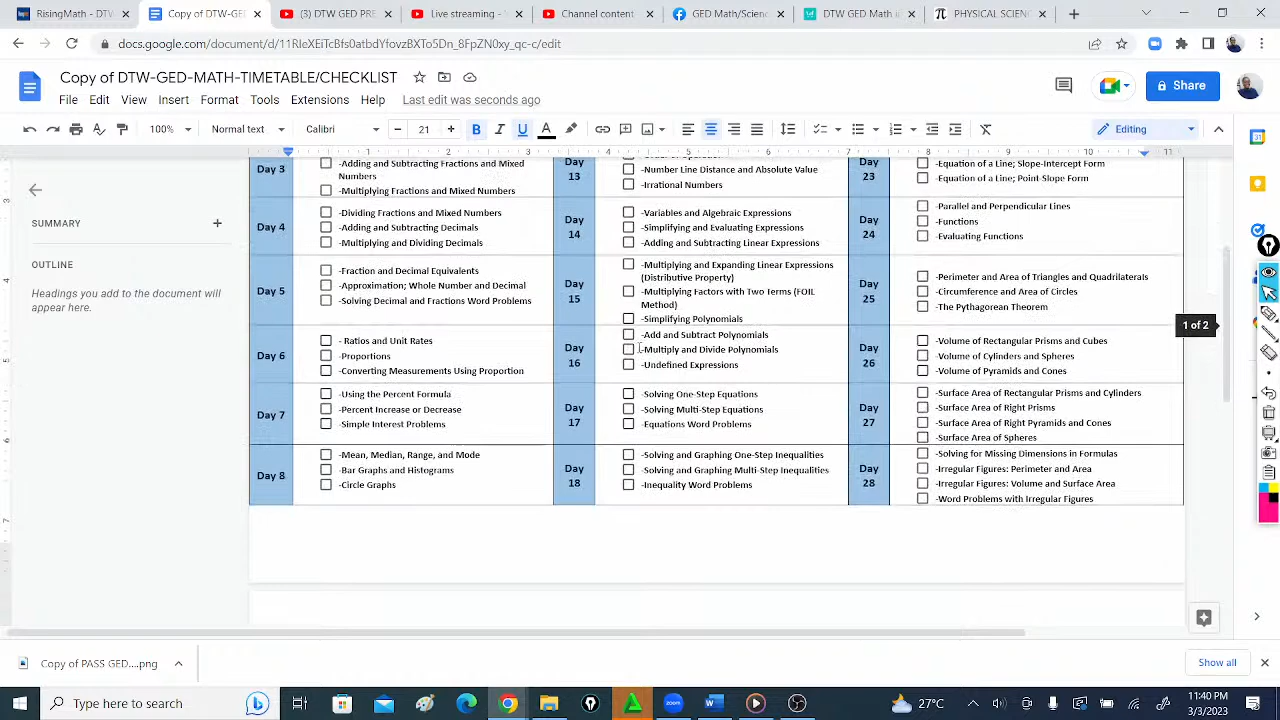 RisingMath -
Copy of DTW-GE
(3) DTW GED P
live streaming -
Channel content
GED Math/Scienc
DTW GED Mat
PHYSICAL SCIENC
docs.google.com/document/d/
Copy of DTW-GED-MATH-TIMETABLE/CHECKLIST
File Edit View Insert Format Tools Extensions Help Last edit was seconds ago
Share
100% Normal text Calibri 21 B I U A Editing
1 2 3 4 5 6 7 8 9 10 11
SUMMARY
OUTLINE
Headings you add to the document will
appear here.
Day 3
-Adding and Subtracting Fractions and Mixed
Numbers
-Multiplying Fractions and Mixed Numbers
Day
13
-Number Line Distance and Absolute Value
-Irrational Numbers
Day
23
-Equation of a Line; Slope-Intercept Form
-Equation of a Line; Point-Slope Form
Day 4
-Dividing Fractions and Mixed Numbers
-Adding and Subtracting Decimals
-Multiplying and Dividing Decimals
Day
14
-Variables and Algebraic Expressions
-Simplifying and Evaluating Expressions
-Adding and Subtracting Linear Expressions
Day
24
-Parallel and Perpendicular Lines
-Functions
-Evaluating Functions
Day 5
-Fraction and Decimal Equivalents
-Approximation; Whole Number and Decimal
-Solving Decimal and Fractions Word Problems
Day
15
-Multiplying and Expanding Linear Expressions
(Distributive Property)
-Multiplying Factors with Two Terms (FOIL
Method)
-Simplifying Polynomials
Day
25
-Perimeter and Area of Triangles and Quadrilaterals
-Circumference and Area of Circles
-The Pythagorean Theorem
Day 6
- Ratios and Unit Rates
-Proportions
-Converting Measurements Using Proportion
Day
16
-Add and Subtract Polynomials
-Multiply and Divide Polynomials
-Undefined Expressions
Day
26
-Volume of Rectangular Prisms and Cubes
-Volume of Cylinders and Spheres
-Volume of Pyramids and Cones
Day 7
-Using the Percent Formula
-Percent Increase or Decrease
-Simple Interest Problems
Day
17
-Solving One-Step Equations
-Solving Multi-Step Equations
-Equations Word Problems
Day
27
-Surface Area of Rectangular Prisms and Cylinders
-Surface Area of Right Prisms
-Surface Area of Right Pyramids and Cones
-Surface Area of Spheres
Day 8
-Mean, Median, Range, and Mode
-Bar Graphs and Histograms
-Circle Graphs
Day
18
-Solving and Graphing One-Step Inequalities
-Solving and Graphing Multi-Step Inequalities
-Inequality Word Problems
Day
28
-Solving for Missing Dimensions in Formulas
-Irregular Figures: Perimeter and Area
-Irregular Figures: Volume and Surface Area
-Word Problems with Irregular Figures
1 of 2
Copy of PASS GED....png
Show all
Type here to search
27°C
11:40 PM
3/3/2023